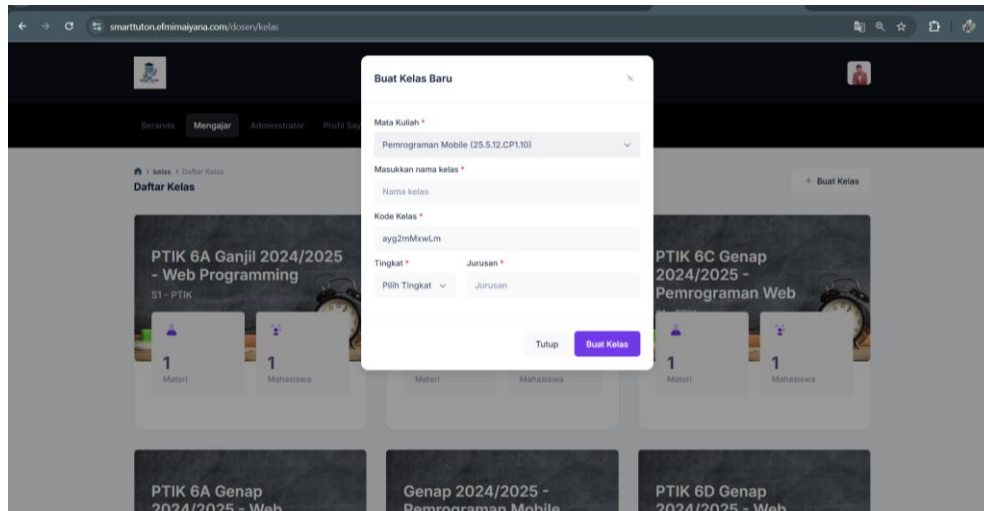 smarttuton.efmimaiyana.com/dosen/kelas
Beranda Mengajar Administrator Profil Say
kelas > Daftar Kelas
Daftar Kelas
+ Buat Kelas
Buat Kelas Baru
Mata Kuliah *
Pemrograman Mobile (25.5.12.CP1.10)
Masukkan nama kelas *
Nama kelas
Kode Kelas *
ayg2mMxwLm
Tingkat * Jurusan *
Pilih Tingkat Jurusan
Tutup Buat Kelas
PTIK 6A Ganjil 2024/2025
- Web Programming
S1 - PTIK
1 Materi
1 Mahasiswa
Materi
Mahasiswa
PTIK 6C Genap
2024/2025 -
Pemrograman Web
1 Materi
1 Mahasiswa
PTIK 6A Genap
2024/2025 - Web
Genap 2024/2025 -
Pemrograman Mobile
PTIK 6D Genap
2024/2025 - Web